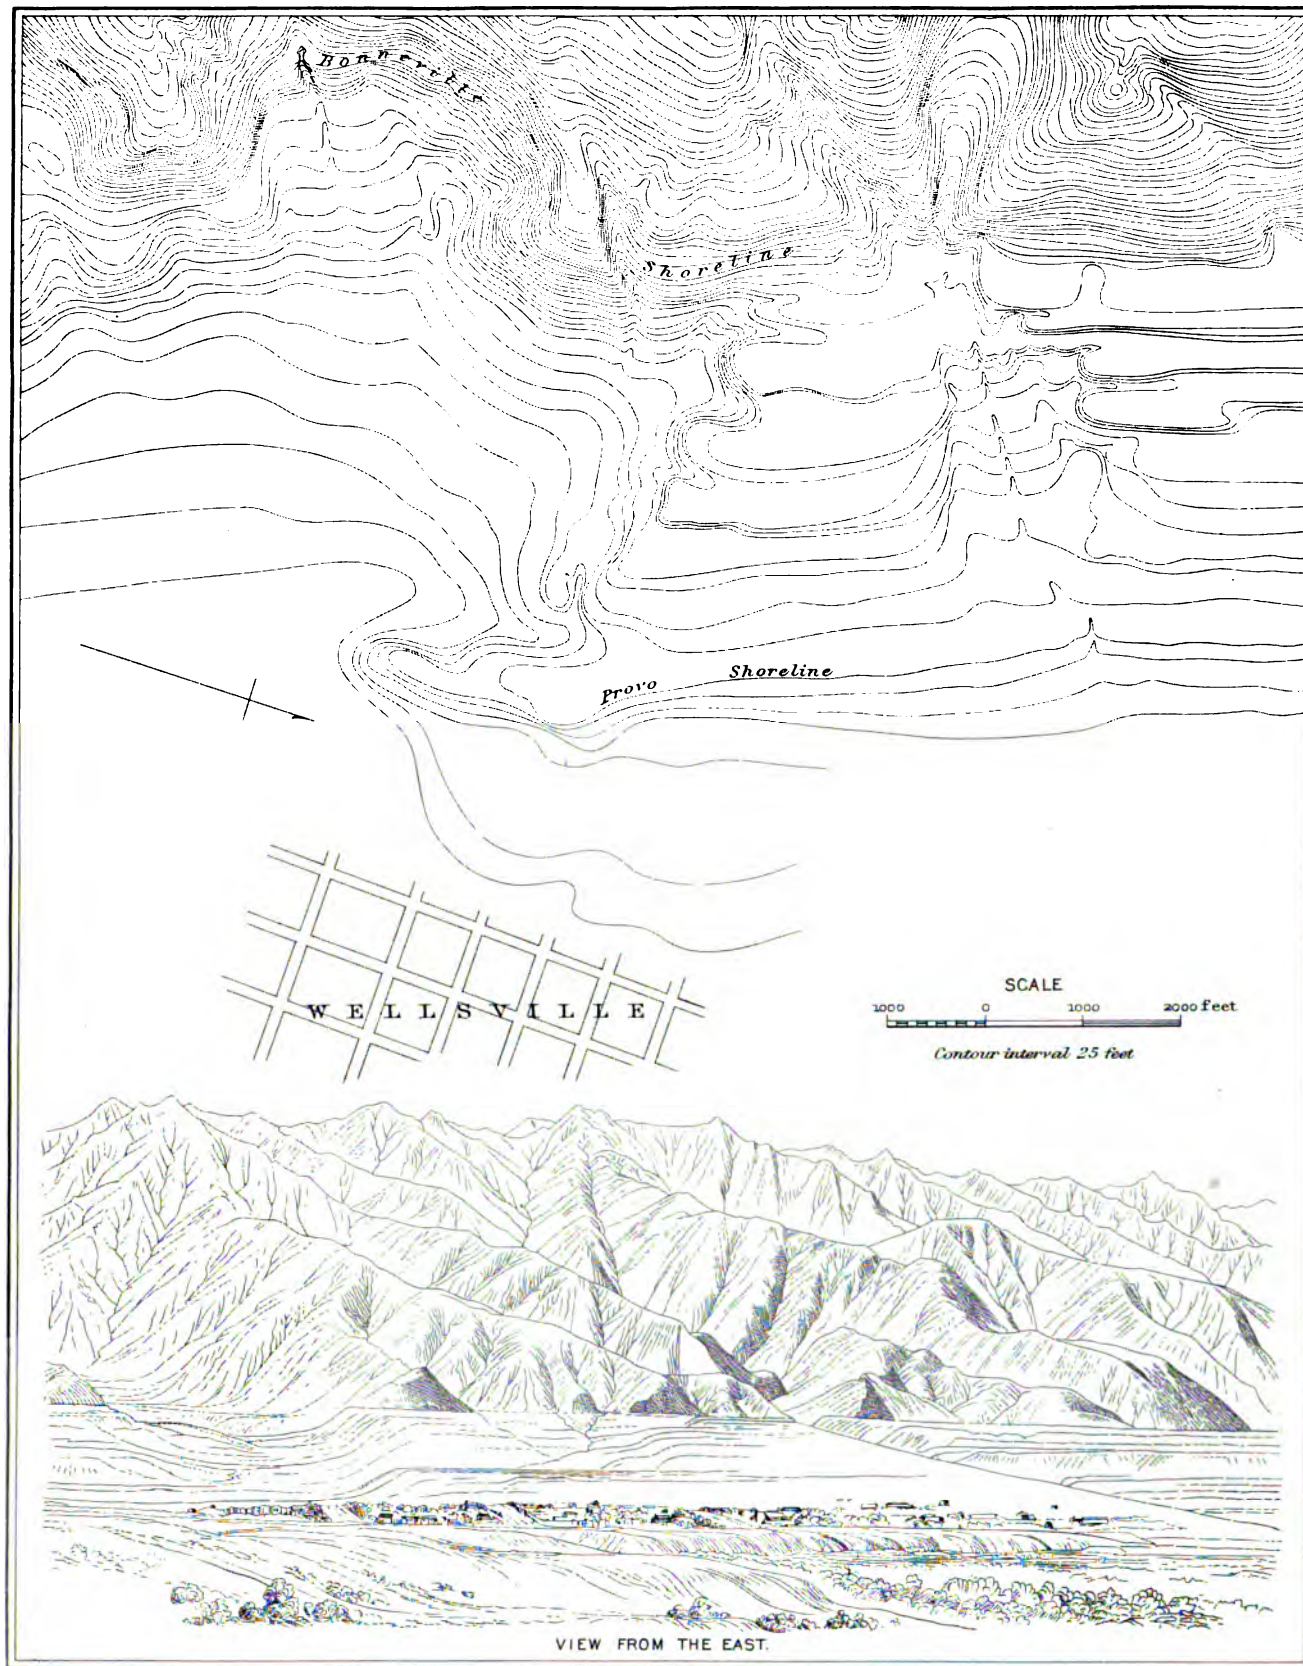 Bonneville
Shoreline
Provo Shoreline
WELLSVILLE
SCALE
1000 0 1000 2000 feet
Contour interval 25 feet
VIEW FROM THE EAST.